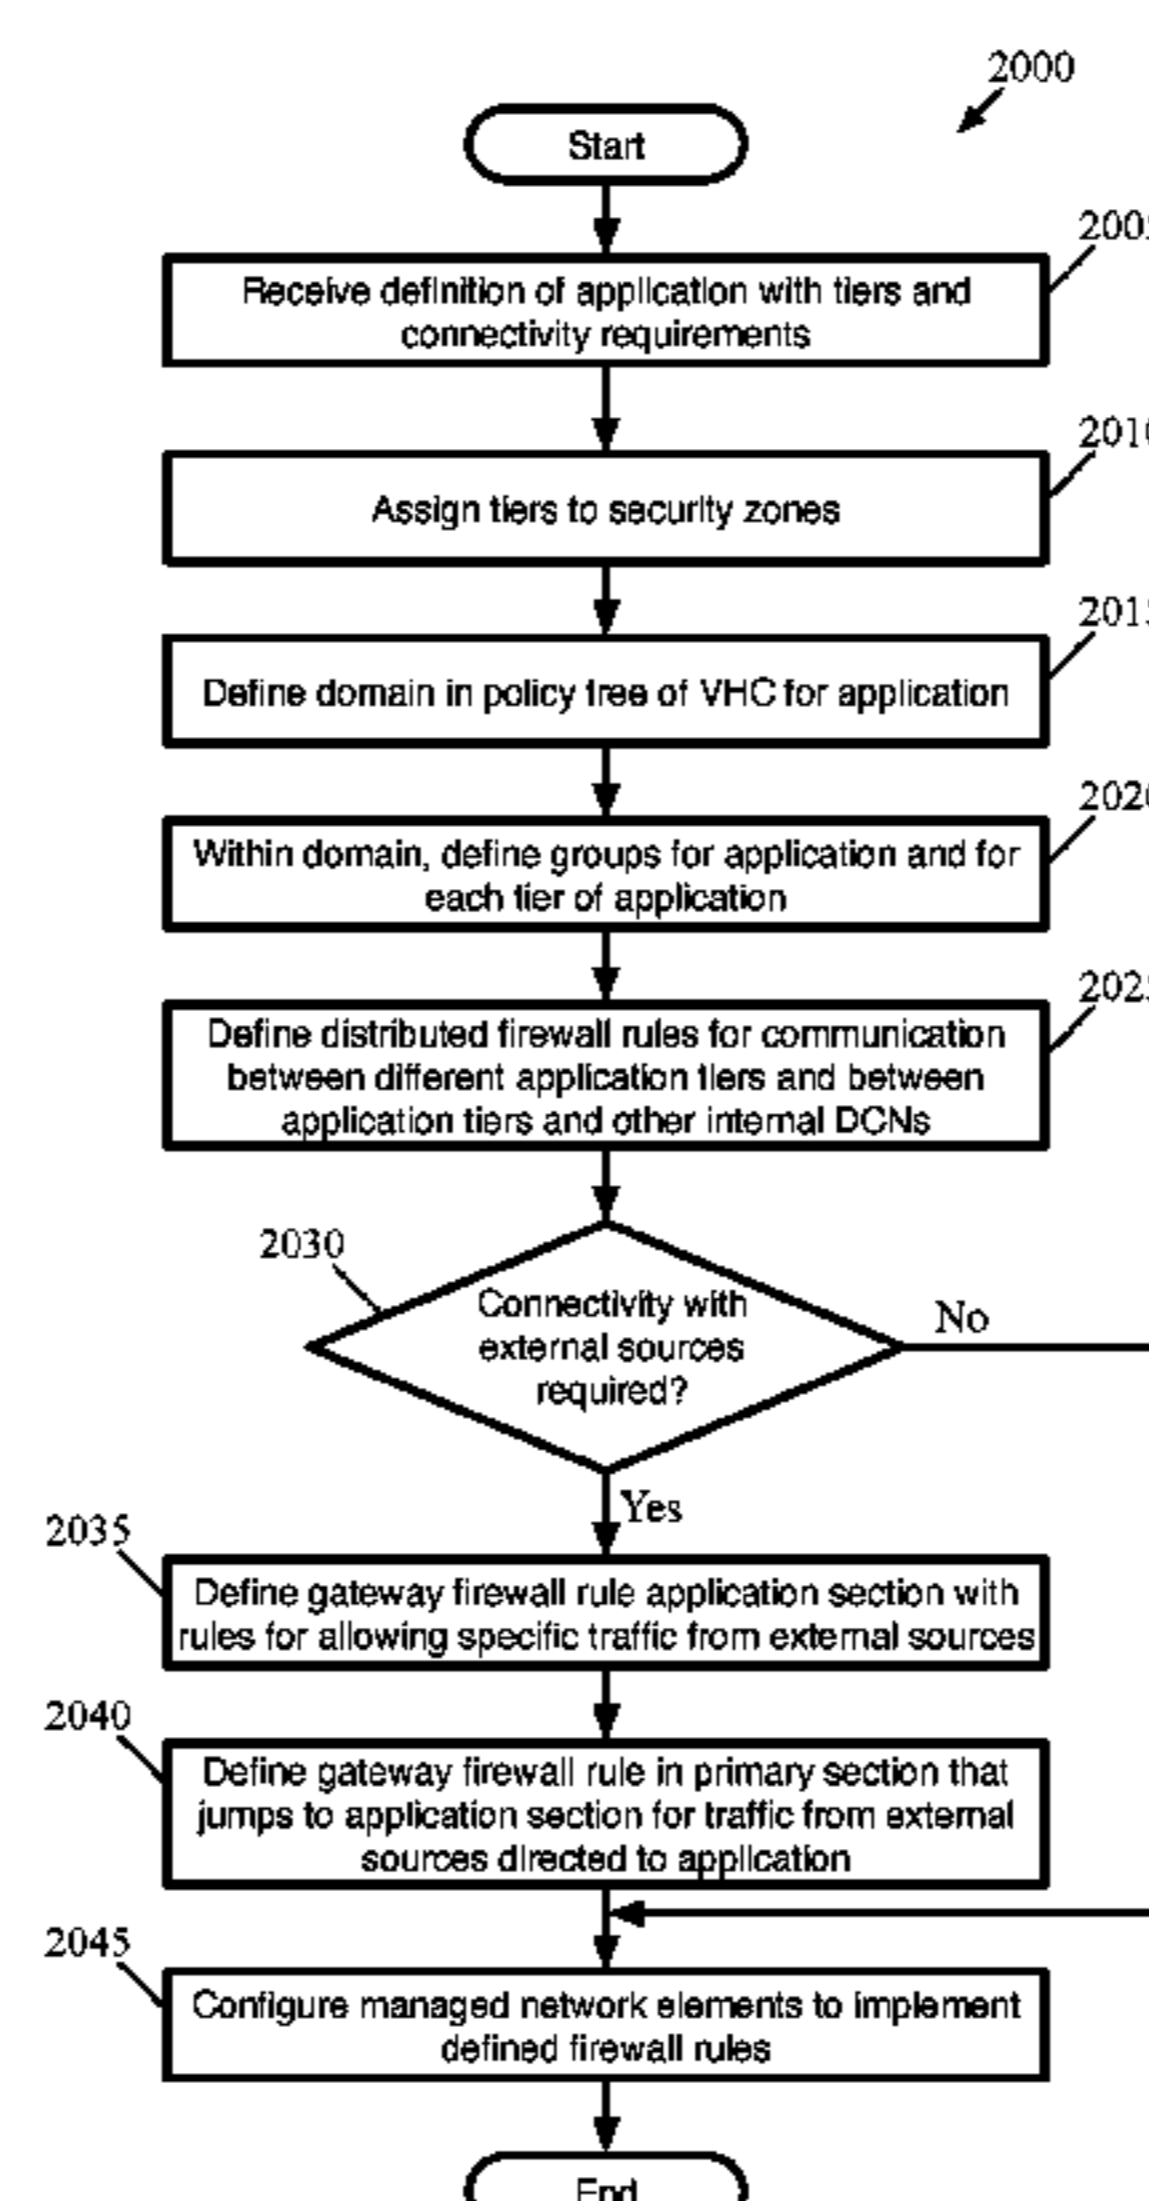 2000
Start
200
Receive definition of application with tiers and
connectivity requirements
201
Assign tiers to security zones
201
Define domain in policy tree of VHC for application
202
Within domain, define groups for application and for
each tier of application
202
Define distributed firewall rules for communication
between different application tiers and between
application tiers and other internal DCNs
2030
Connectivity with
external sources
required?
No
Yes
2035
Define gateway firewall rule application section with
rules for allowing specific traffic from external sources
2040
Define gateway firewall rule in primary section that
jumps to application section for traffic from external
sources directed to application
2045
Configure managed network elements to implement
defined firewall rules
End